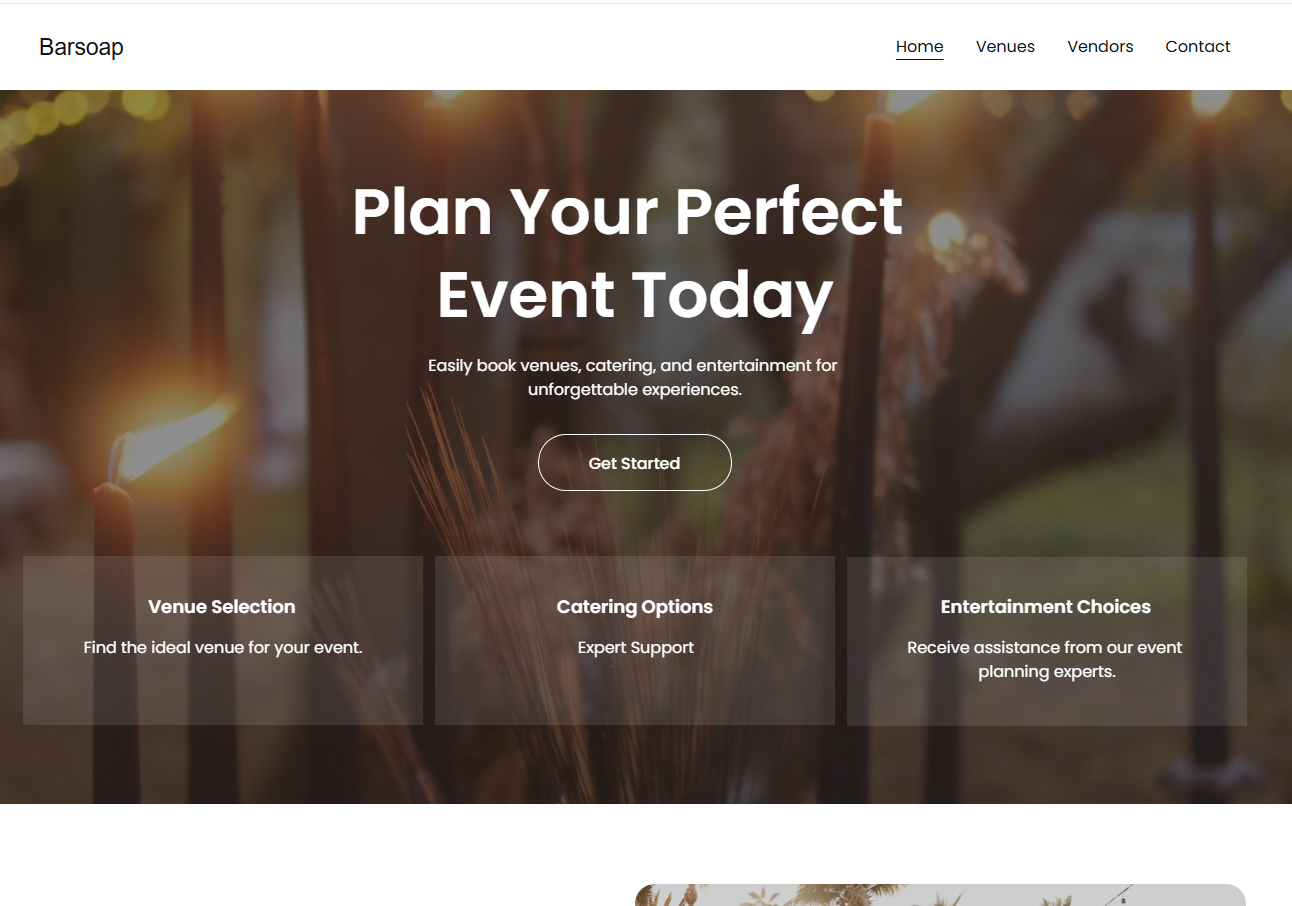 Barsoap
Home Venues Vendors Contact
Plan Your Perfect
Event Today
Easily book venues, catering, and entertainment for
unforgettable experiences.
Get Started
Venue Selection
Find the ideal venue for your event.
Catering Options
Expert Support
Entertainment Choices
Receive assistance from our event
planning experts.